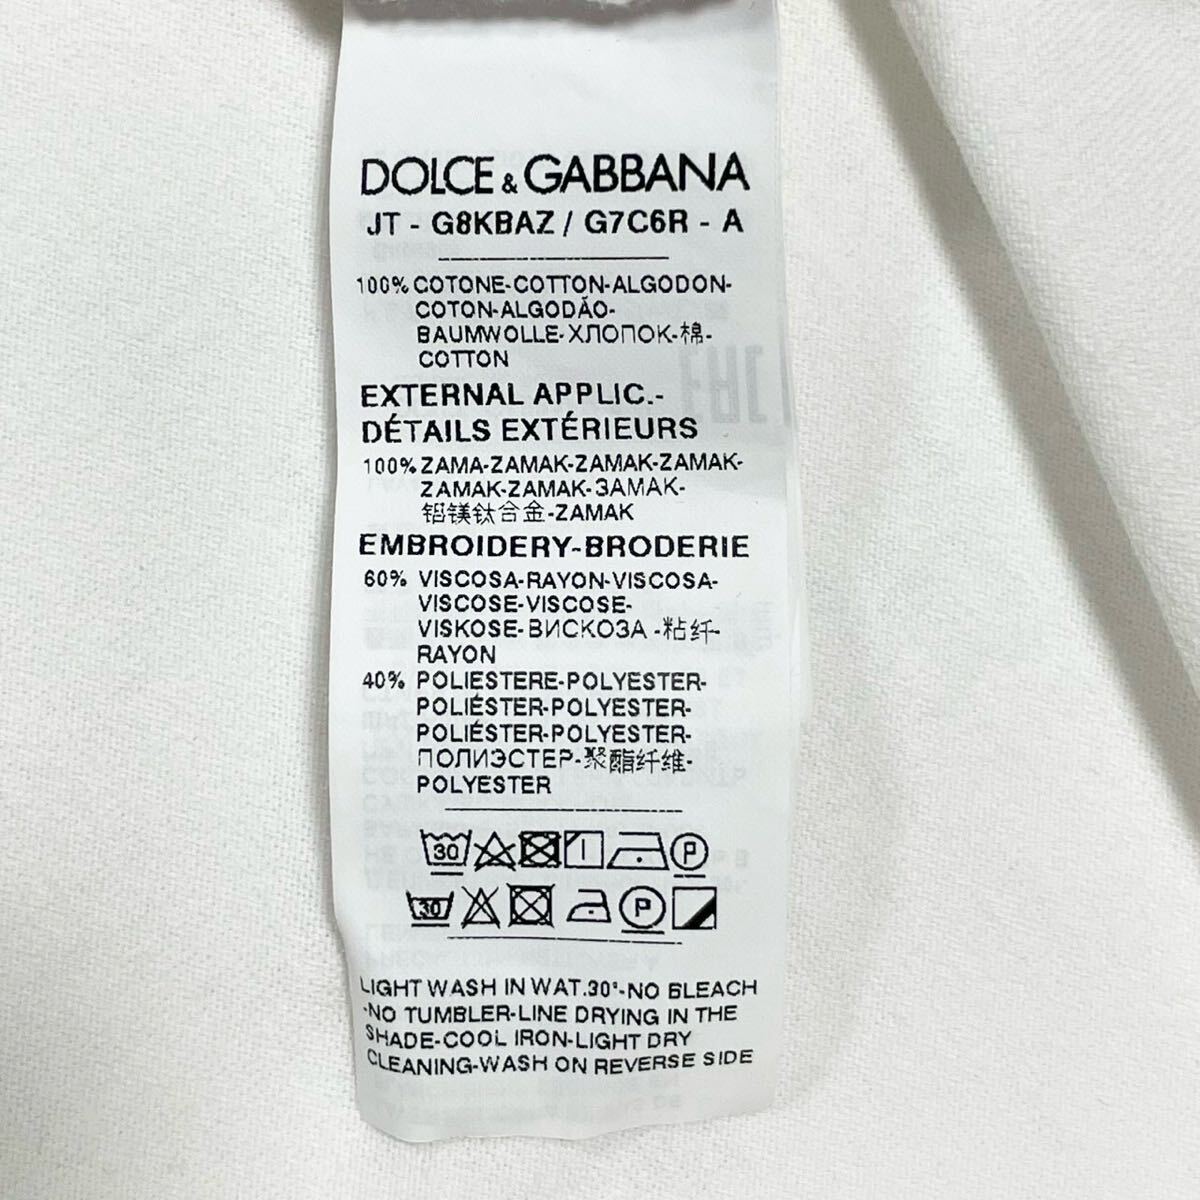 DOLCE & GABBANA
JT - G8KBAZ / G7C6R - A
100% COTONE-COTTON-ALGODON-
COTON-ALGODÃO-
BAUMWOLLE-ХЛОПОК-棉-
COTTON
EXTERNAL APPLIC.-
DÉTAILS EXTÉRIEURS
100% ZAMA-ZAMAK-ZAMAK-ZAMAK-
ZAMAK-ZAMAK-ЗАМАК-
铝镁钛合金-ZAMAK
EMBROIDERY-BRODERIE
60% VISCOSA-RAYON-VISCOSA-
VISCOSE-VISCOSE-
VISKOSE-ВИСКОЗА -粘纤-
RAYON
40% POLIESTERE-POLYESTER-
POLIÉSTER-POLYESTER-
POLIÉSTER-POLYESTER-
ПОЛИЭСТЕР-聚酯纤维-
POLYESTER
30 P
30 P
LIGHT WASH IN WAT.30°-NO BLEACH
-NO TUMBLER-LINE DRYING IN THE
SHADE-COOL IRON-LIGHT DRY
CLEANING-WASH ON REVERSE SIDE